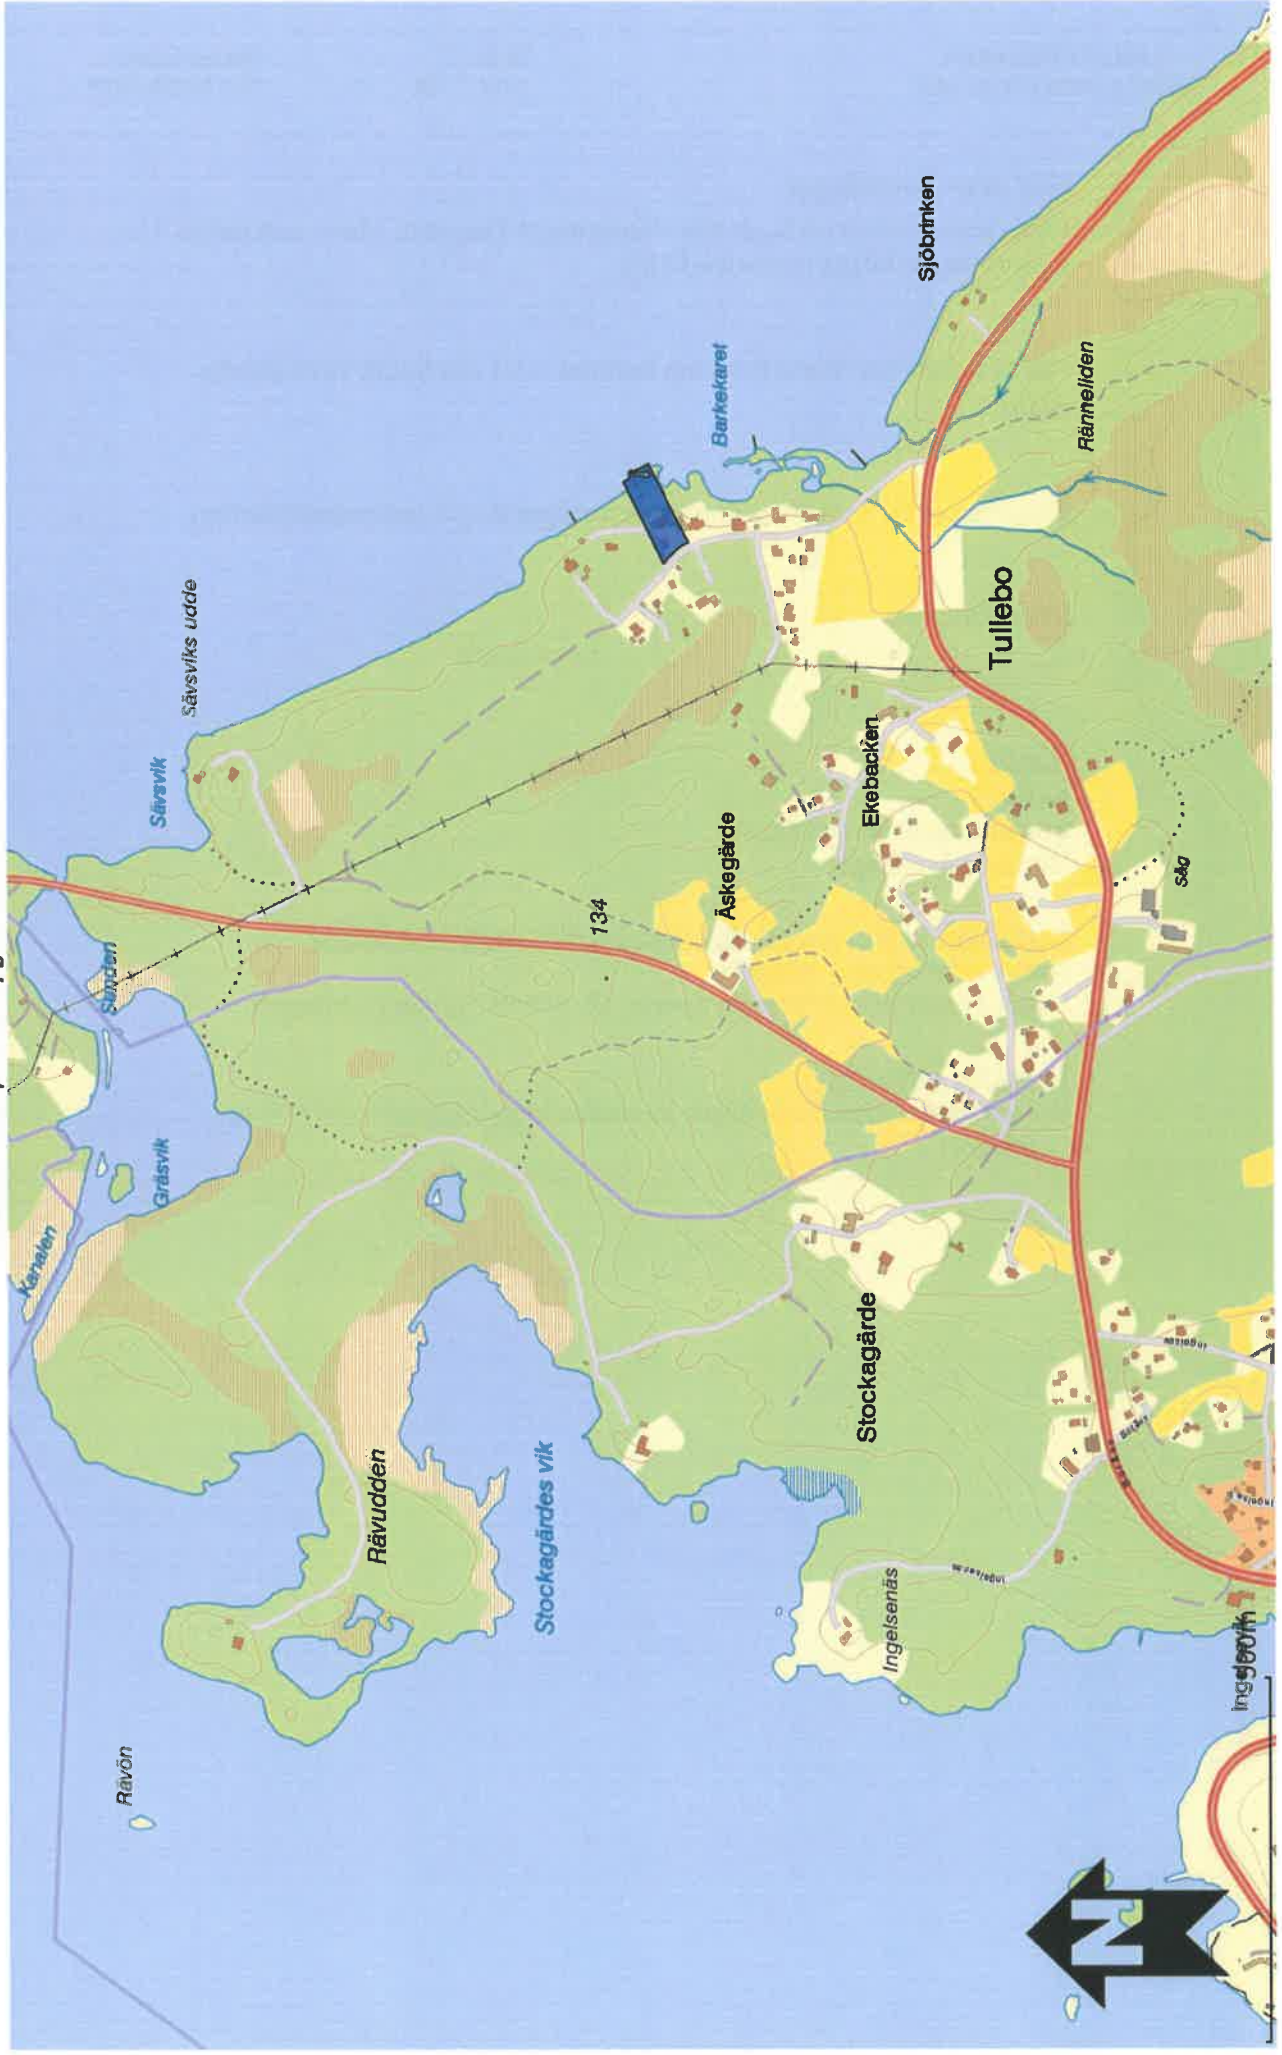 Sjöbrinken
Barkekaret
Ränneliden
Sävsviks udde
Tullebo
Sävsvik
Ekebacken
Äskegärde
såg
134
Sunden
Gräsvik
Kanalen
Stockagärde
Rävudden
Stockagärdes vik
Ingelsenäs
Rävön
500m
N